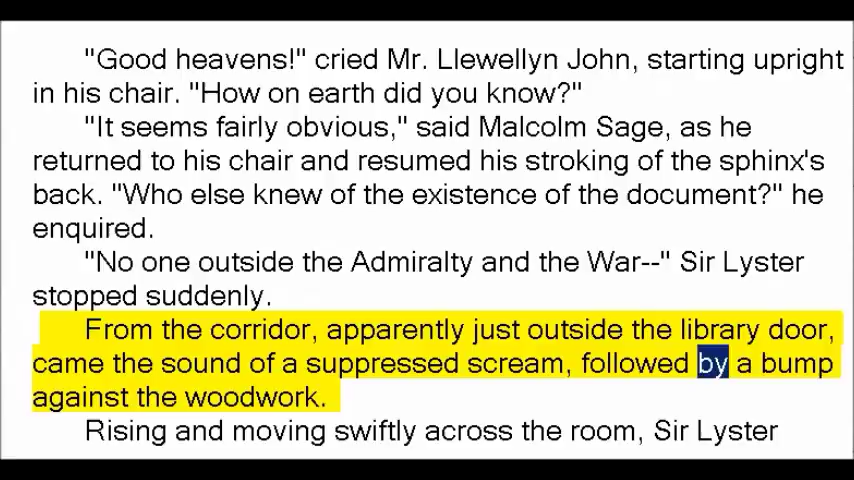 "Good heavens!" cried Mr. Llewellyn John, starting upright
in his chair. "How on earth did you know?"
"It seems fairly obvious," said Malcolm Sage, as he
returned to his chair and resumed his stroking of the sphinx's
back. "Who else knew of the existence of the document?" he
enquired.
"No one outside the Admiralty and the War--" Sir Lyster
stopped suddenly.
From the corridor, apparently just outside the library door,
came the sound of a suppressed scream, followed by a bump
against the woodwork.
Rising and moving swiftly across the room, Sir Lyster